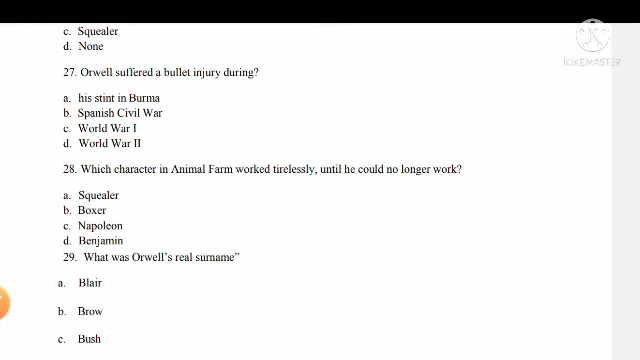 c. Squealer
d. None
KINEMASTER
27. Orwell suffered a bullet injury during?
a. his stint in Burma
b. Spanish Civil War
c. World War I
d. World War II
28. Which character in Animal Farm worked tirelessly, until he could no longer work?
a. Squealer
b. Boxer
c. Napoleon
d. Benjamin
29. What was Orwell's real surname"
a. Blair
b. Brow
c. Bush